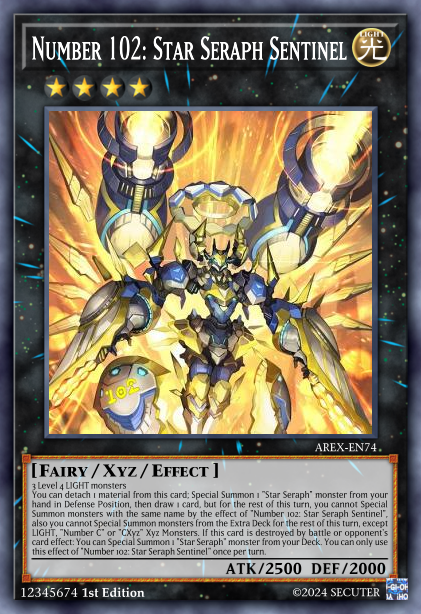 NUMBER 102: STAR SERAPH SENTINEL
LIGHT
光
102
AREX-EN74
[FAIRY / XYZ / EFFECT ]
3 Level 4 LIGHT monsters
You can detach 1 material from this card; Special Summon 1 "Star Seraph" monster from your
hand in Defense Position, then draw 1 card, but for the rest of this turn, you cannot Special
Summon monsters with the same name by the effect of "Number 102: Star Seraph Sentinel",
also you cannot Special Summon monsters from the Extra Deck for the rest of this turn, except
LIGHT, "Number C" or "CXyz" Xyz Monsters. If this card is destroyed by battle or opponent's
card effect: You can Special Summon 1 "Star Seraph" monster from your Deck. You can only use
this effect of "Number 102: Star Seraph Sentinel" once per turn.
ATK/2500 DEF/2000
12345674 1st Edition
©2024 SECUTER